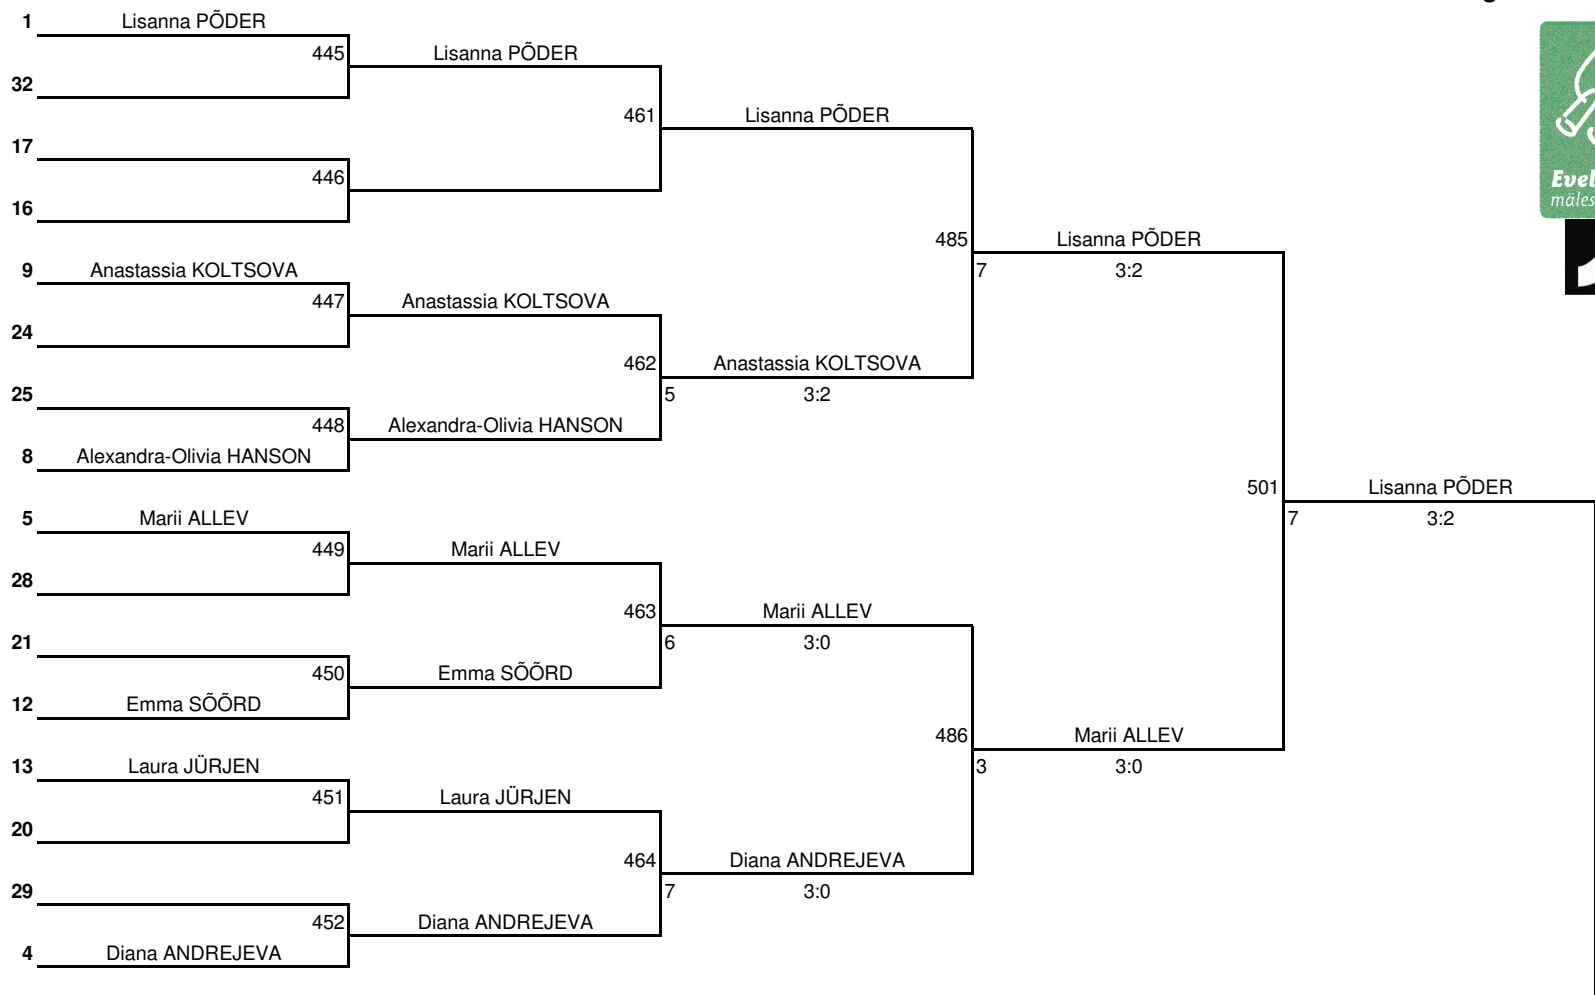 1 Lisanna PÕDER
445 Lisanna PÕDER
32
461 Lisanna PÕDER
17
446
16
485 Lisanna PÕDER
9 Anastassia KOLTSOVA
7 3:2
447 Anastassia KOLTSOVA
24
462 Anastassia KOLTSOVA
25
5 3:2
448 Alexandra-Olivia HANSON
8 Alexandra-Olivia HANSON
501 Lisanna PÕDER
5 Marii ALLEV
7 3:2
449 Marii ALLEV
28
463 Marii ALLEV
21
6 3:0
450 Emma SÕÕRD
12 Emma SÕÕRD
486 Marii ALLEV
13 Laura JÜRJEN
3 3:0
451 Laura JÜRJEN
20
464 Diana ANDREJEVA
29
7 3:0
452 Diana ANDREJEVA
4 Diana ANDREJEVA
Evel
mäles